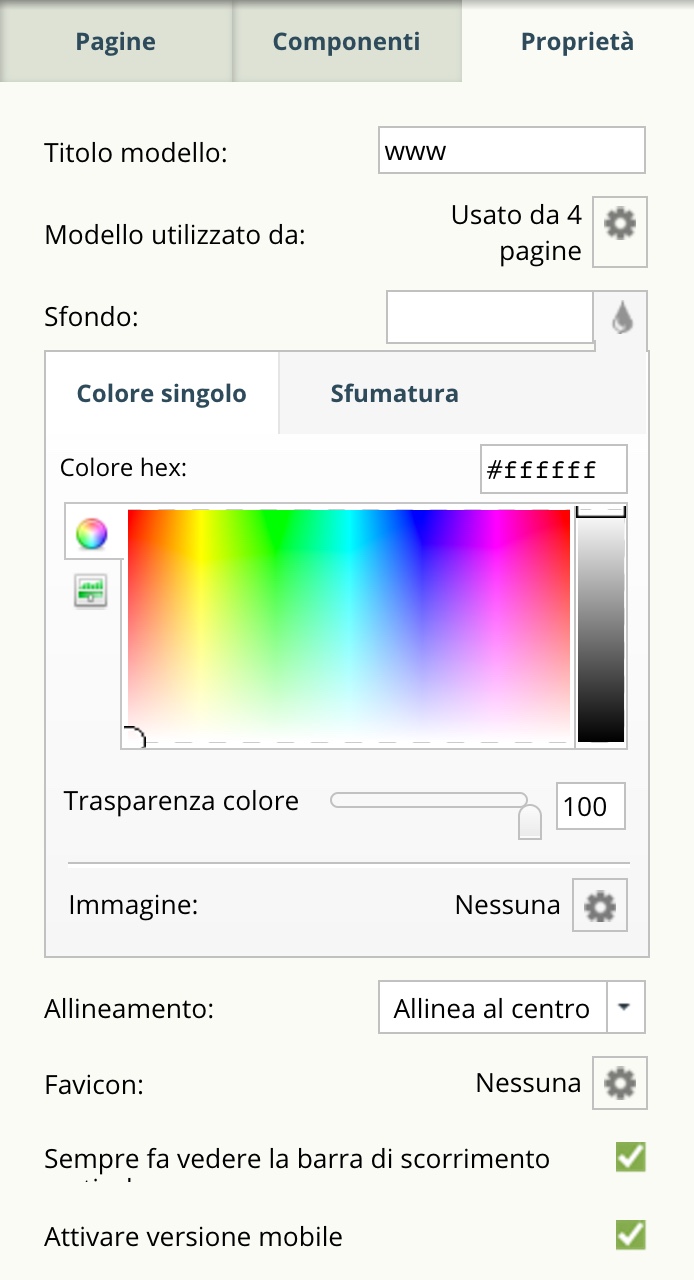 Pagine Componenti Proprietà
Titolo modello: www
Modello utilizzato da: Usato da 4
pagine
Sfondo:
Colore singolo Sfumatura
Colore hex: #ffffff
Trasparenza colore 100
Immagine: Nessuna
Allineamento: Allinea al centro
Favicon: Nessuna
Sempre fa vedere la barra di scorrimento
Attivare versione mobile